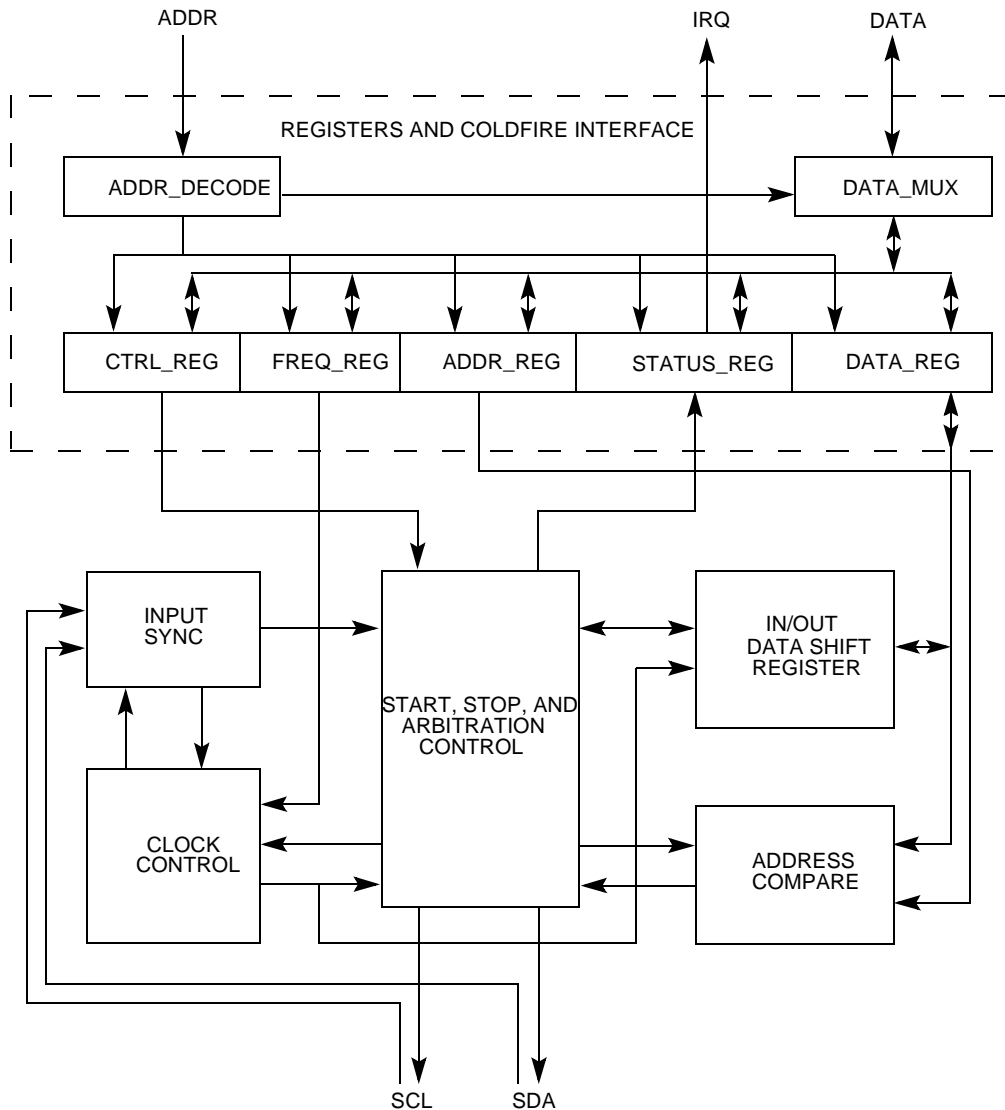 ADDR
IRQ
DATA
REGISTERS AND COLDFIRE INTERFACE
ADDR_DECODE
DATA_MUX
CTRL_REG
FREQ_REG
ADDR_REG
STATUS_REG
DATA_REG
INPUT
SYNC
START, STOP, AND
ARBITRATION
CONTROL
IN/OUT
DATA SHIFT
REGISTER
CLOCK
CONTROL
ADDRESS
COMPARE
SCL
SDA